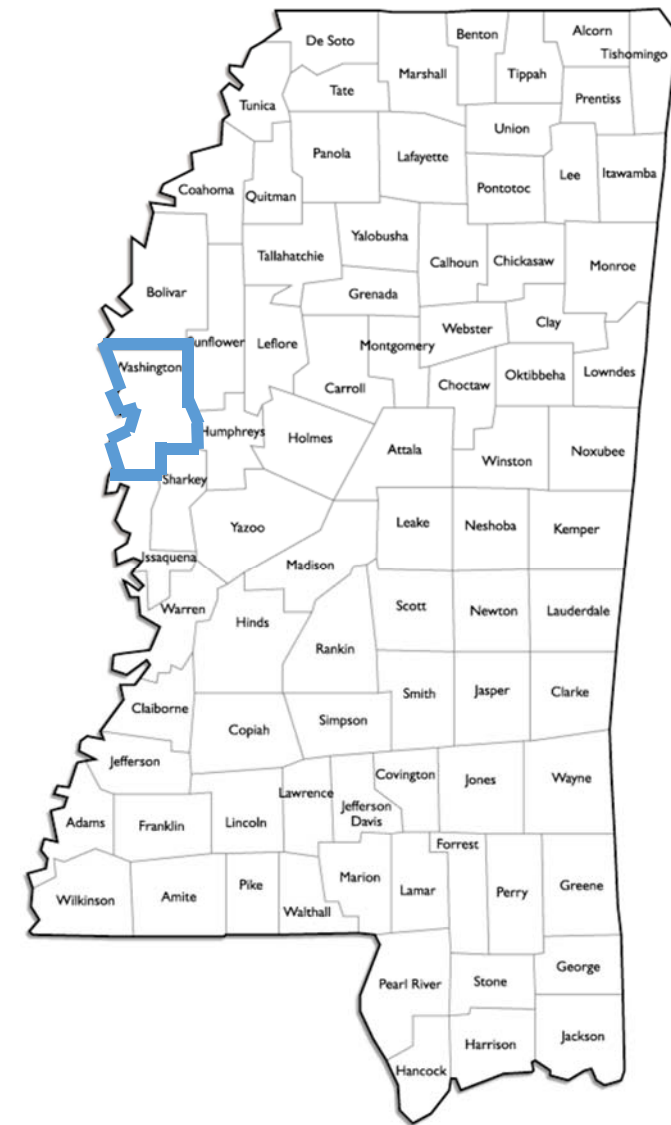 Alcorn
Benton
De Soto
Tishomingo
Marshall
Tippah
Tate
Prentiss
Tunica
Union
Panola
Lafayette
Lee
Itawamba
Pontotoc
Coahoma
Quitman
Yalobusha
Tallahatchie
Calhoun
Chickasaw
Monroe
Bolivar
Grenada
Clay
Webster
Sunflower
Leflore
Montgomery
Washington
Lowndes
Oktibbeha
Carroll
Choctaw
Humphreys
Holmes
Attala
Noxubee
Winston
Sharkey
Yazoo
Leake
Neshoba
Kemper
Issaquena
Madison
Warren
Scott
Newton
Lauderdale
Hinds
Rankin
Smith
Jasper
Clarke
Claiborne
Copiah
Simpson
Jefferson
Covington
Jones
Wayne
Lawrence
Jefferson
Davis
Adams
Franklin
Lincoln
Forrest
Pike
Marion
Lamar
Perry
Greene
Wilkinson
Amite
Walthall
George
Pearl River
Stone
Jackson
Harrison
Hancock